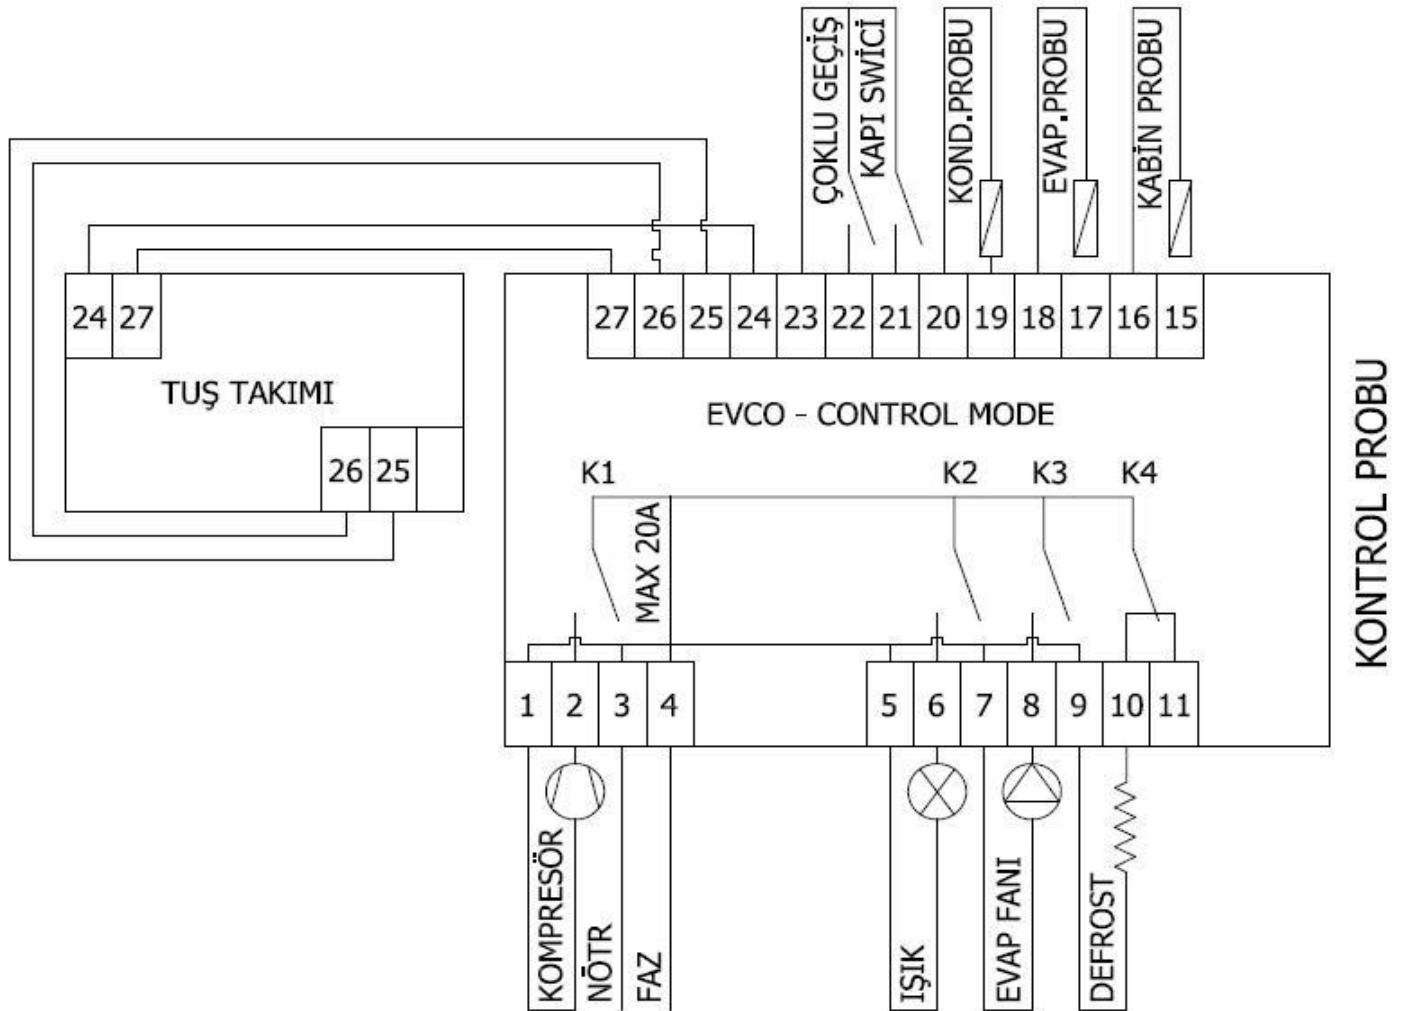 ÇOKLU GEÇİŞ
KAPI SWİCİ
KOND.PROBU
EVAP.PROBU
KABİN PROBU
24 27
27 26 25 24 23 22 21 20 19 18 17 16 15
TUŞ TAKIMI
EVCO - CONTROL MODE
26 25
K1 K2 K3 K4
MAX 20A
KONTROL PROBU
1 2 3 4 5 6 7 8 9 10 11
KOMPRESÖR
NÖTR
FAZ
IŞIK
EVAP FANI
DEFROST